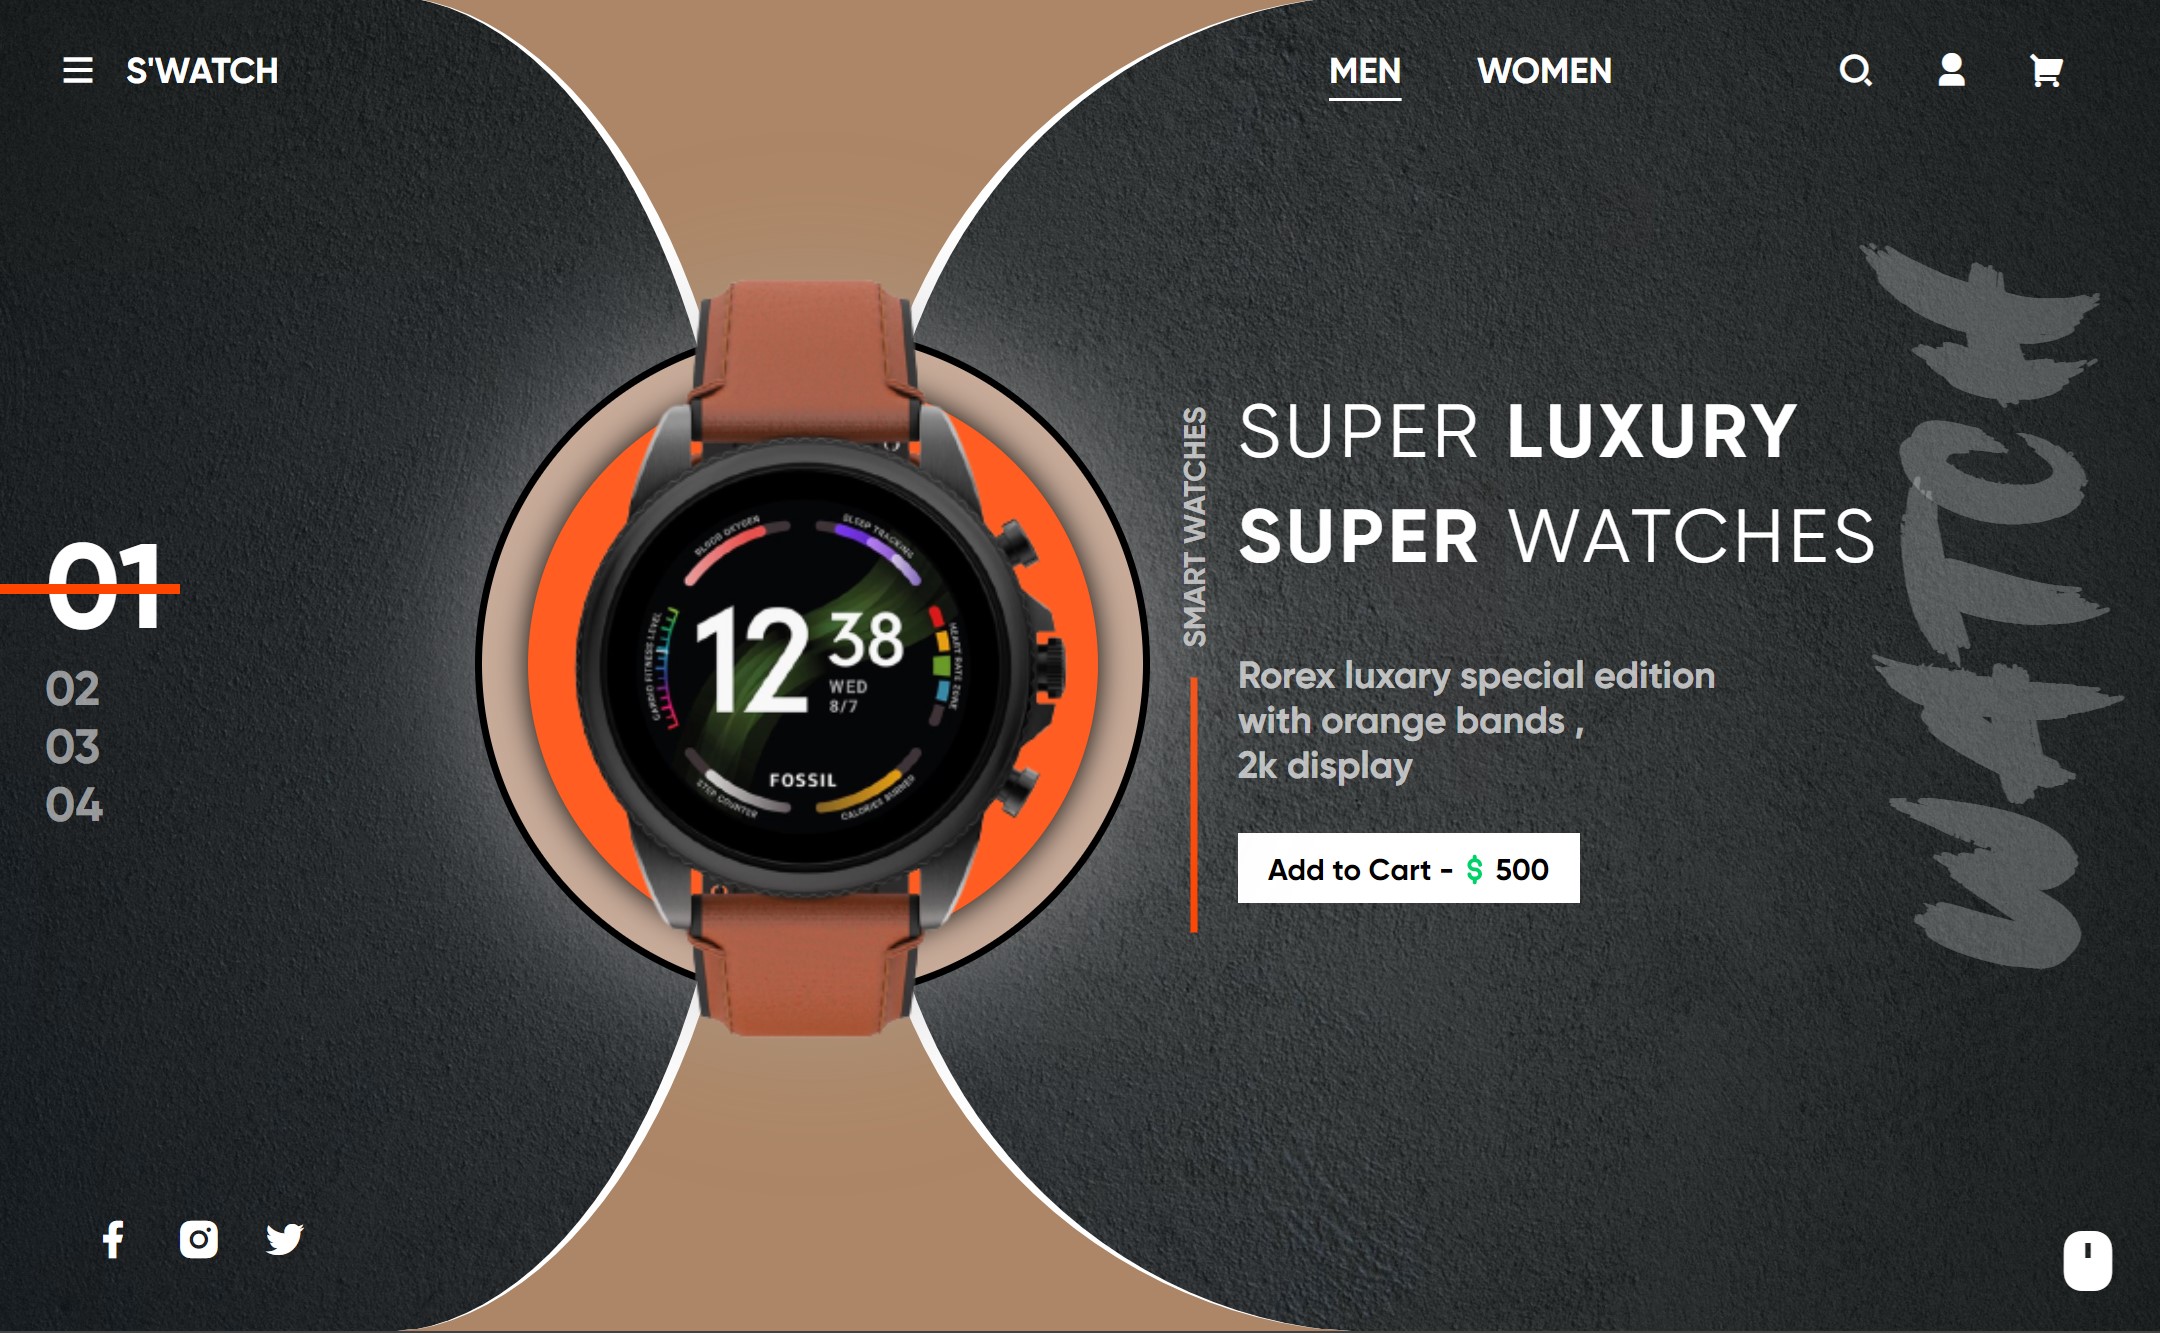 S'WATCH
MEN
WOMEN
01
02
03
04
BLOOD OXYGEN
SLEEP TRACKING
CARDIO FITNESS LEVEL
HEART RATE ZONE
12 38
WED
8/7
FOSSIL
STEP COUNTER
CALORIES BURNED
SMART WATCHES
SUPER LUXURY
SUPER WATCHES
Rorex luxary special edition
with orange bands ,
2k display
Add to Cart - $ 500
WATCH